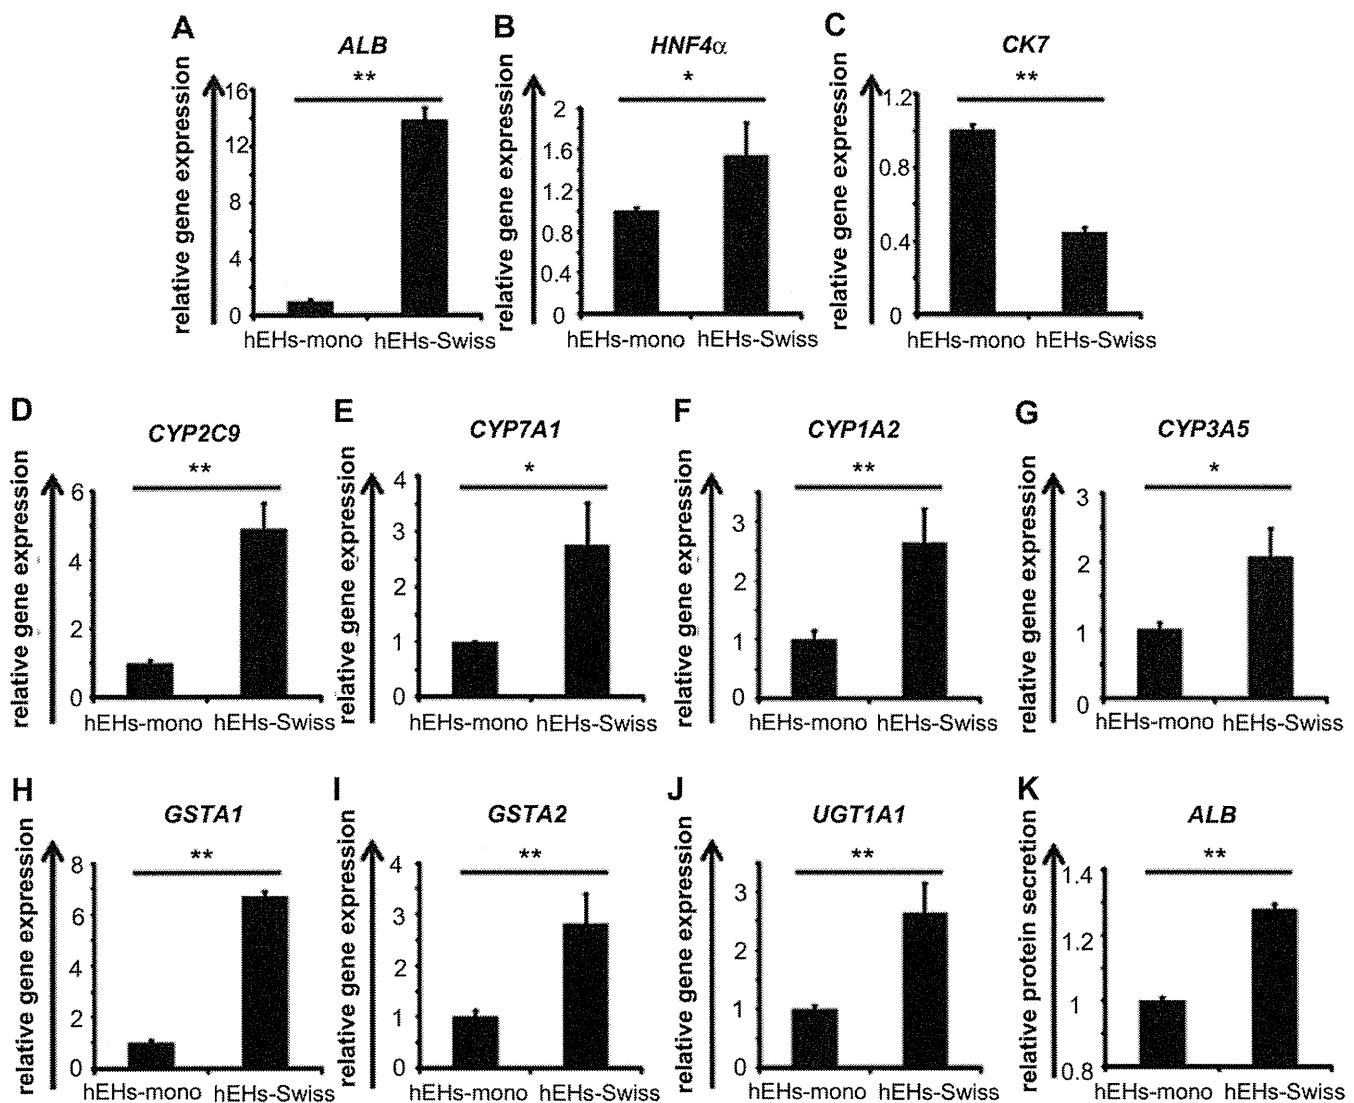 A
ALB
**
relative gene expression
16
12
8
4
0
hEHs-mono hEHs-Swiss
B
HNF4α
*
relative gene expression
2
1.6
1.2
0.8
0.4
0
hEHs-mono hEHs-Swiss
C
CK7
**
relative gene expression
1.2
0.8
0.4
0
hEHs-mono hEHs-Swiss
D
CYP2C9
**
relative gene expression
6
4
2
0
hEHs-mono hEHs-Swiss
E
CYP7A1
*
relative gene expression
4
3
2
1
0
hEHs-mono hEHs-Swiss
F
CYP1A2
**
relative gene expression
3
2
1
0
hEHs-mono hEHs-Swiss
G
CYP3A5
*
relative gene expression
3
2
1
0
hEHs-mono hEHs-Swiss
H
GSTA1
**
relative gene expression
8
6
4
2
0
hEHs-mono hEHs-Swiss
I
GSTA2
**
relative gene expression
4
3
2
1
0
hEHs-mono hEHs-Swiss
J
UGT1A1
**
relative gene expression
3
2
1
0
hEHs-mono hEHs-Swiss
K
ALB
**
relative protein secretion
1.4
1.2
1
0.8
hEHs-mono hEHs-Swiss